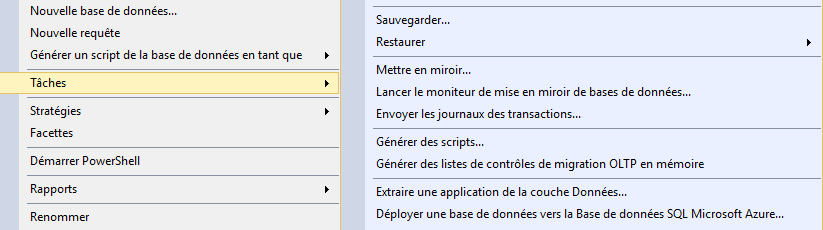 Nouvelle base de données...
Nouvelle requête
Générer un script de la base de données en tant que
Tâches
Stratégies
Facettes
Démarrer PowerShell
Rapports
Renommer
Sauvegarder...
Restaurer
Mettre en miroir...
Lancer le moniteur de mise en miroir de bases de données...
Envoyer les journaux des transactions...
Générer des scripts...
Générer des listes de contrôles de migration OLTP en mémoire
Extraire une application de la couche Données...
Déployer une base de données vers la Base de données SQL Microsoft Azure...